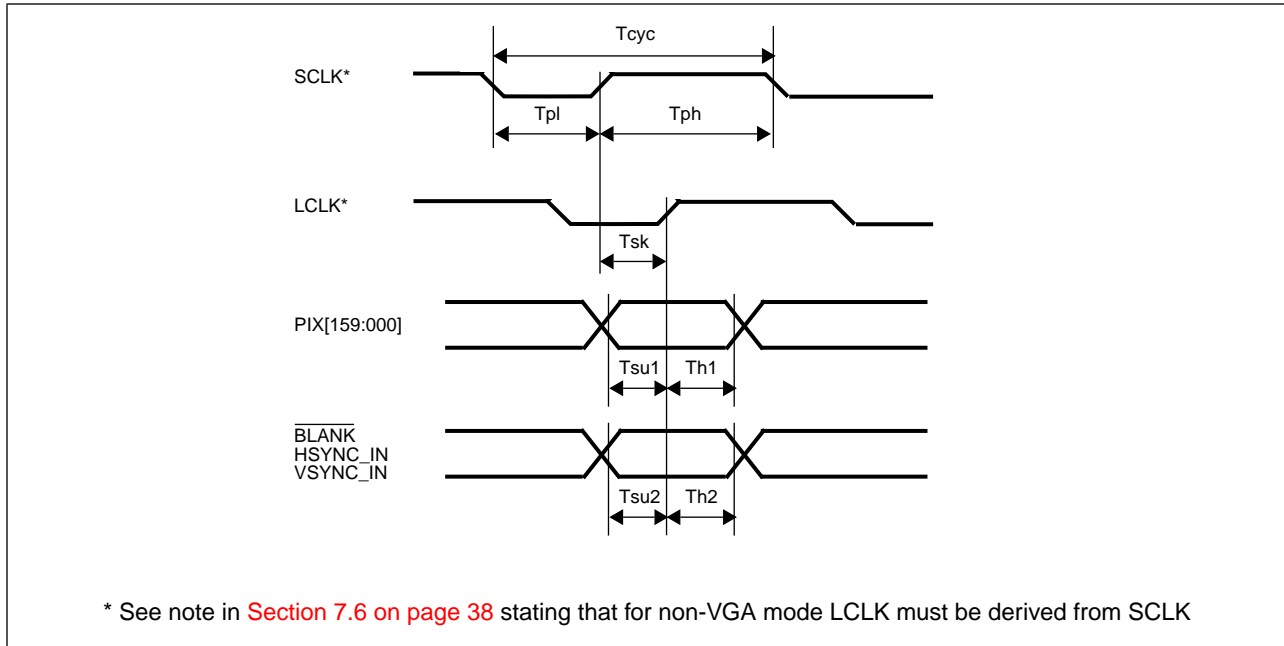 Tcyc
SCLK*
Tpl
Tph
LCLK*
Tsk
PIX[159:000]
Tsu1
Th1
BLANK
HSYNC_IN
VSYNC_IN
Tsu2
Th2
* See note in Section 7.6 on page 38 stating that for non-VGA mode LCLK must be derived from SCLK